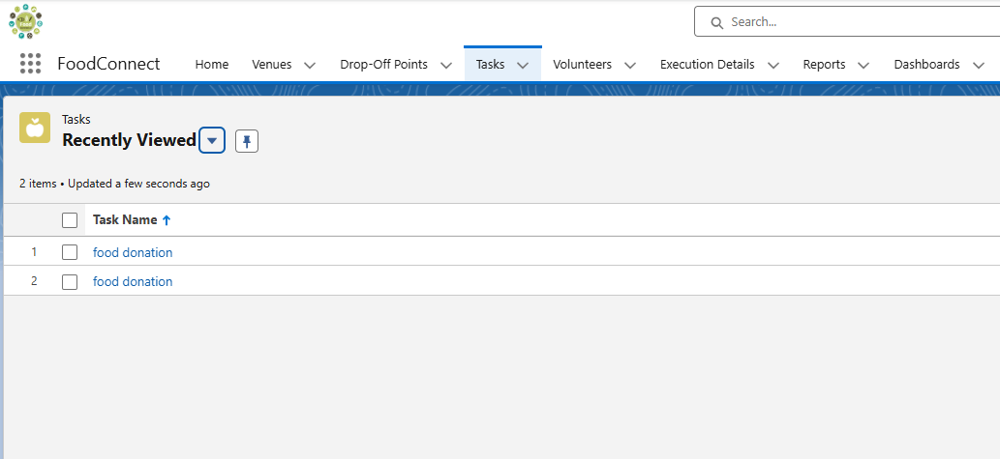 Search...
FoodConnect Home Venues Drop-Off Points Tasks Volunteers Execution Details Reports Dashboards
Tasks
Recently Viewed
2 items • Updated a few seconds ago
Task Name ↑
1 food donation
2 food donation